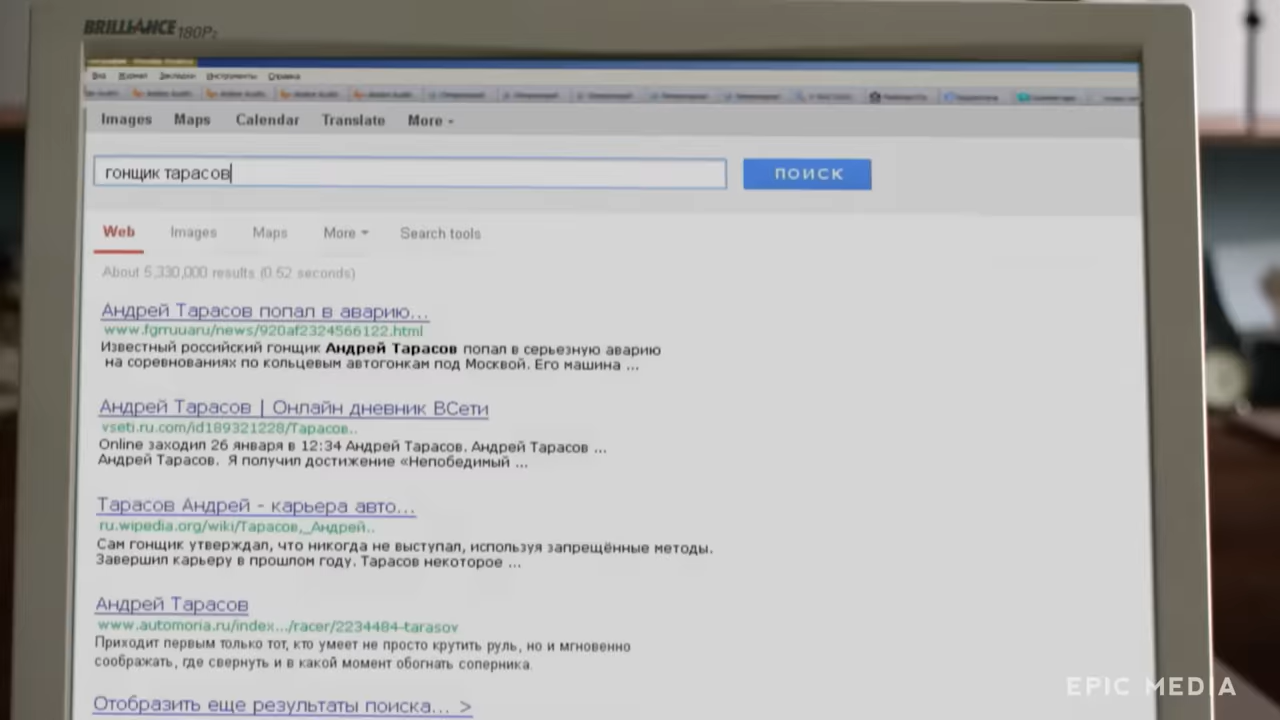 BRILLIANCE 180P2
Вид Журнал Закладки Инструменты Справка
Images Maps Calendar Translate More
гонщик тарасов
ПОИСК
Web Images Maps More Search tools
About 5,330,000 results (0.52 seconds)
Андрей Тарасов попал в аварию...
www.fgrruuaru/news/920af2324566122.html
Известный российский гонщик Андрей Тарасов попал в серьезную аварию
на соревнованиях по кольцевым автогонкам под Москвой. Его машина ...
Андрей Тарасов | Онлайн дневник ВСети
vseti.ru.com/id189321228/Тарасов..
Online заходил 26 января в 12:34 Андрей Тарасов. Андрей Тарасов ...
Андрей Тарасов. Я получил достижение «Непобедимый ...
Тарасов Андрей - карьера авто...
ru.wipedia.org/wiki/Тарасов,_Андрей..
Сам гонщик утверждал, что никогда не выступал, используя запрещённые методы.
Завершил карьеру в прошлом году. Тарасов некоторое ...
Андрей Тарасов
www.automoria.ru/index.../racer/2234484-tarasov
Приходит первым только тот, кто умеет не просто крутить руль, но и мгновенно
соображать, где свернуть и в какой момент обогнать соперника.
Отобразить еще результаты поиска... >
EPIC MEDIA